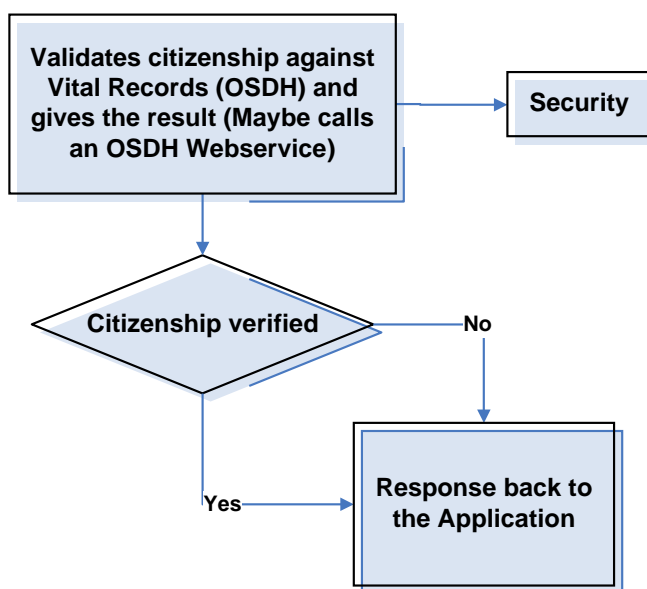 Validates citizenship against
Vital Records (OSDH) and
gives the result (Maybe calls
an OSDH Webservice)
Security
Citizenship verified
No
Yes
Response back to
the Application